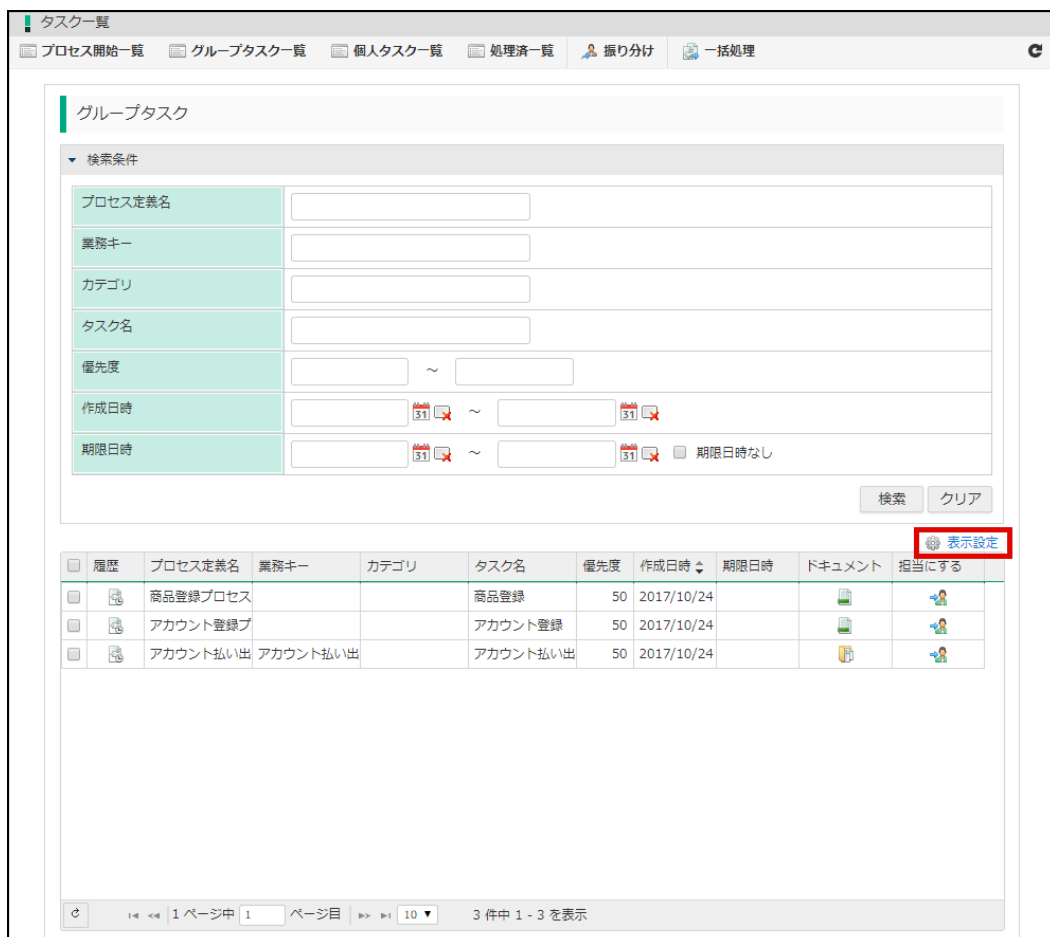 タスク一覧
プロセス開始一覧 グループタスク一覧 個人タスク一覧 処理済一覧 振り分け 一括処理
グループタスク
検索条件
プロセス定義名
業務キー
カテゴリ
タスク名
優先度 ～
作成日時 31 ～ 31
期限日時 31 ～ 31 期限日時なし
検索 クリア
表示設定
履歴 プロセス定義名 業務キー カテゴリ タスク名 優先度 作成日時 期限日時 ドキュメント 担当にする
商品登録プロセス 商品登録 50 2017/10/24
アカウント登録プ アカウント登録 50 2017/10/24
アカウント払い出 アカウント払い出 アカウント払い出 50 2017/10/24
1 ページ中 1 ページ目 10 3 件中 1 - 3 を表示